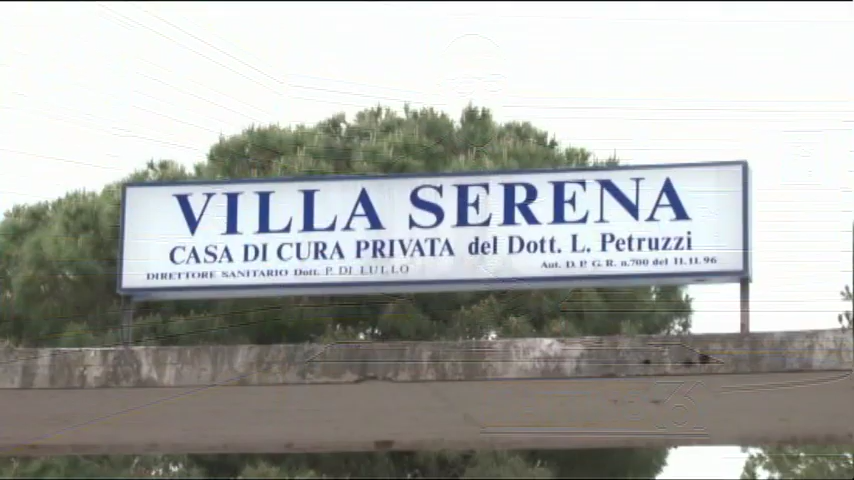 VILLA SERENA
CASA DI CURA PRIVATA del Dott. L. Petruzzi
DIRETTORE SANITARIO Dott. P. DI LULLO
Aut. D. P. G. R. n.700 del 11.11.96